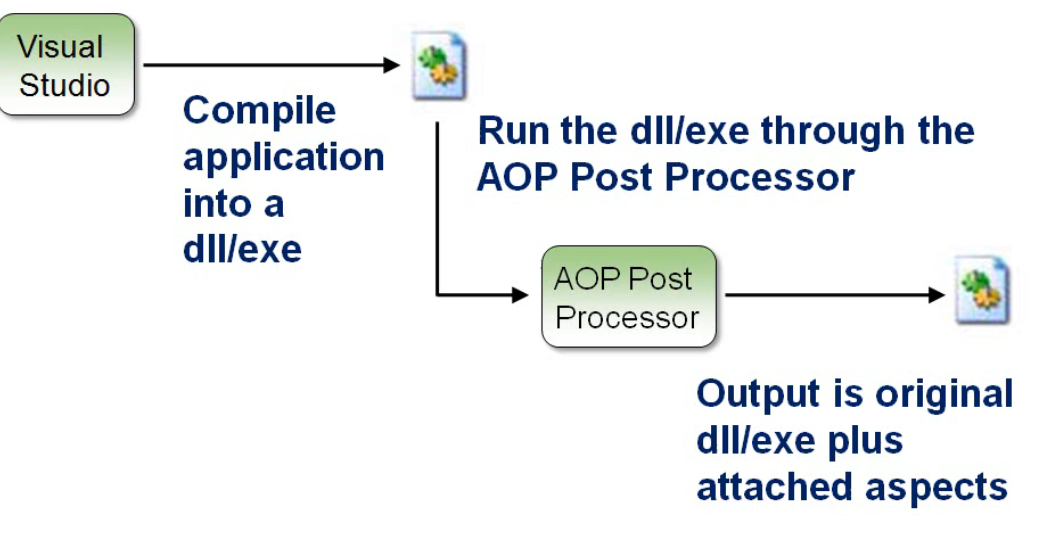 Visual
Studio
Compile
application
into a
dll/exe
Run the dll/exe through the
AOP Post Processor
AOP Post
Processor
Output is original
dll/exe plus
attached aspects